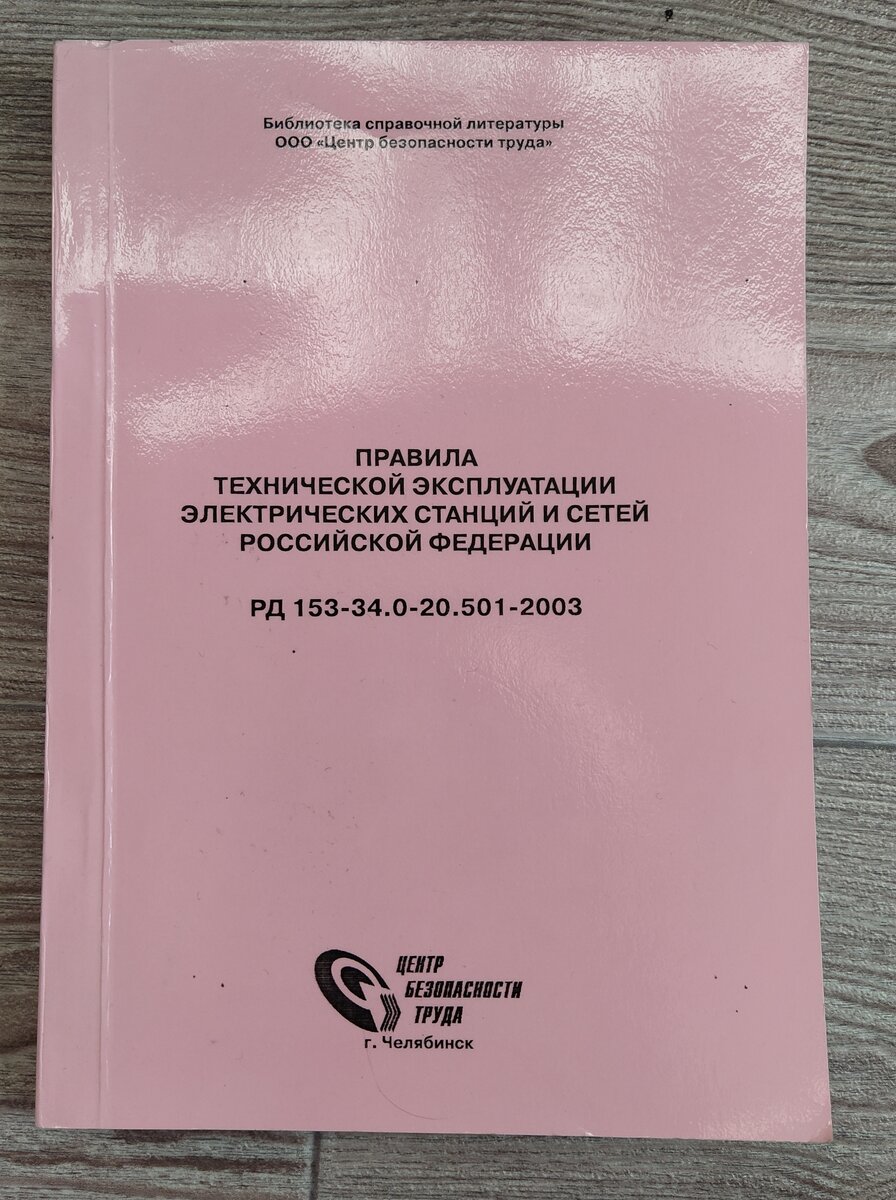 Библиотека справочной литературы
ООО «Центр безопасности труда»
ПРАВИЛА
ТЕХНИЧЕСКОЙ ЭКСПЛУАТАЦИИ
ЭЛЕКТРИЧЕСКИХ СТАНЦИЙ И СЕТЕЙ
РОССИЙСКОЙ ФЕДЕРАЦИИ
РД 153-34.0-20.501-2003
ЦЕНТР
БЕЗОПАСНОСТИ
ТРУДА
г. Челябинск